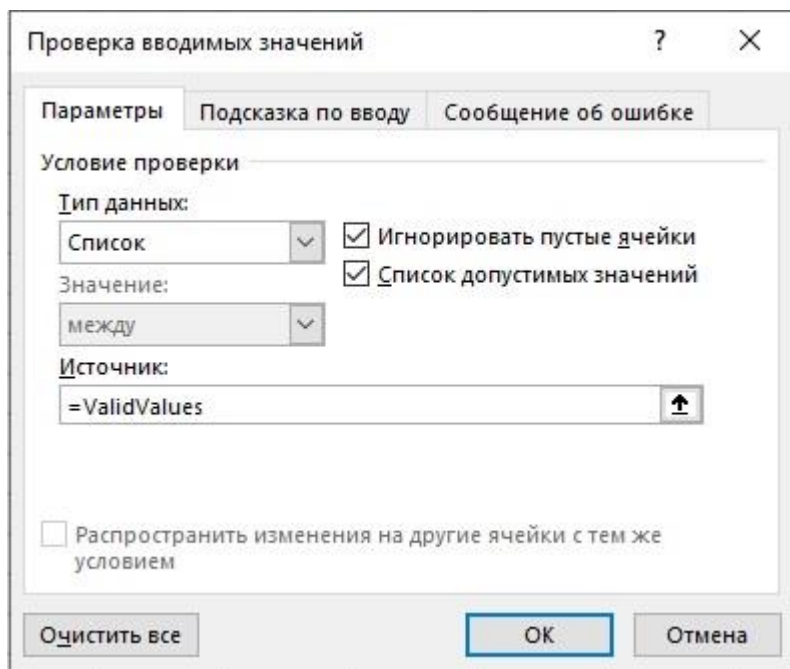 Проверка вводимых значений ?
Параметры Подсказка по вводу Сообщение об ошибке
Условие проверки
Тип данных:
Список
Игнорировать пустые ячейки
Список допустимых значений
Значение:
между
Источник:
=ValidValues
Распространить изменения на другие ячейки с тем же
условием
Очистить все ОК Отмена